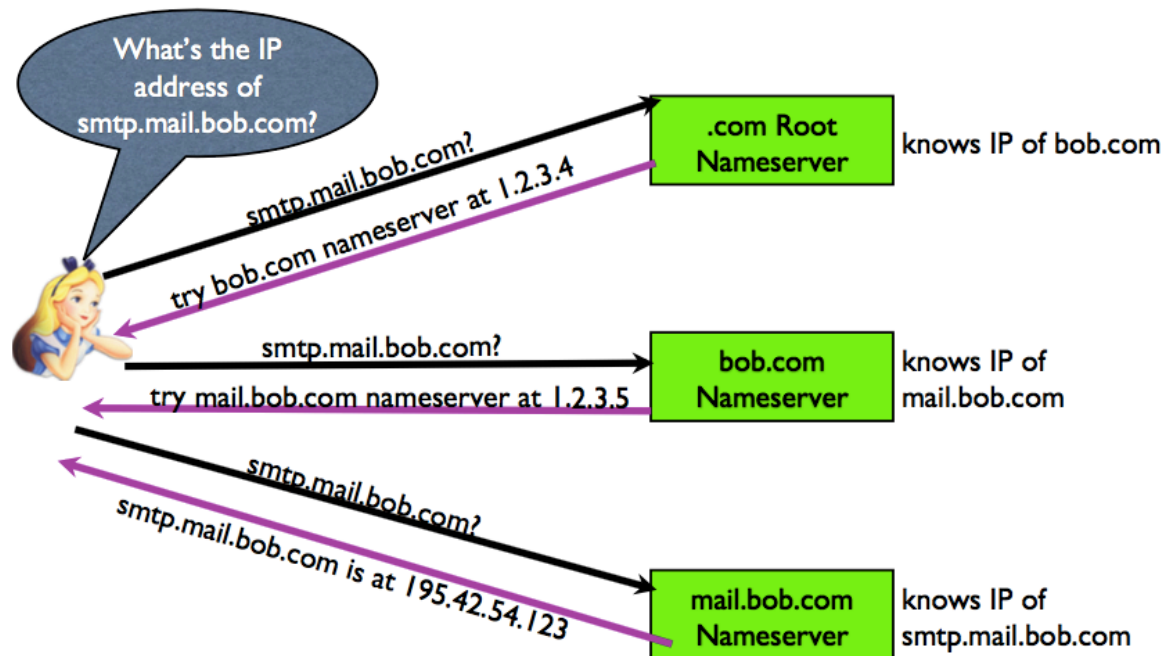 What's the IP
address of
smtp.mail.bob.com?
smtp.mail.bob.com?
try bob.com nameserver at 1.2.3.4
.com Root
Nameserver
knows IP of bob.com
smtp.mail.bob.com?
try mail.bob.com nameserver at 1.2.3.5
bob.com
Nameserver
knows IP of
mail.bob.com
smtp.mail.bob.com?
smtp.mail.bob.com is at 195.42.54.123
mail.bob.com
Nameserver
knows IP of
smtp.mail.bob.com